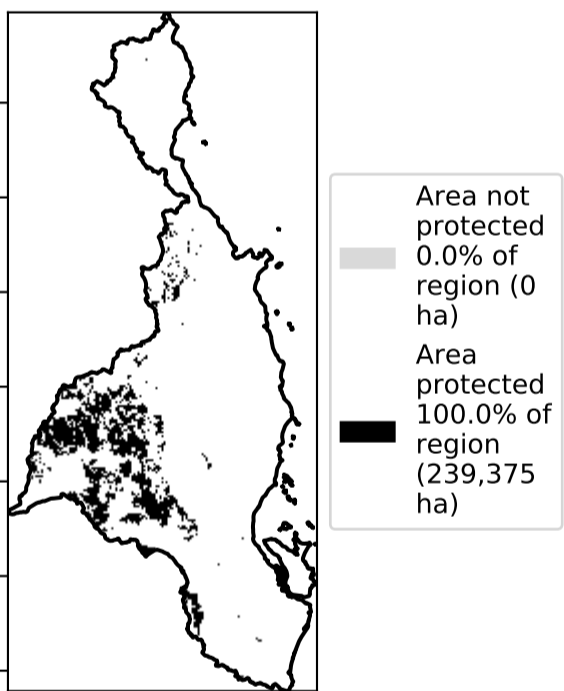 Area not
protected
0.0% of
region (0
ha)
Area
protected
100.0% of
region
(239,375
ha)